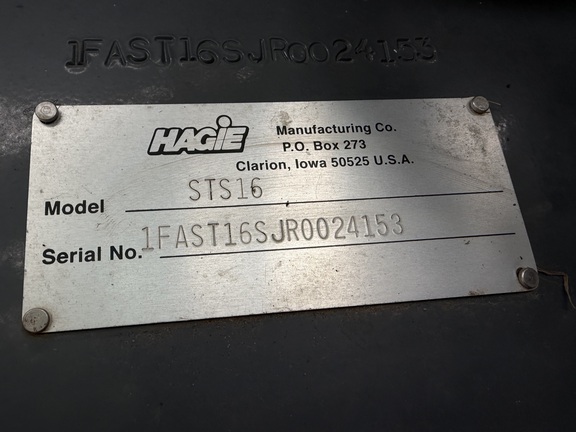 1FAST16SJR0024153
HAGIE
Manufacturing Co.
P.O. Box 273
Clarion, Iowa 50525 U.S.A.
Model STS16
Serial No. 1FAST16SJR0024153